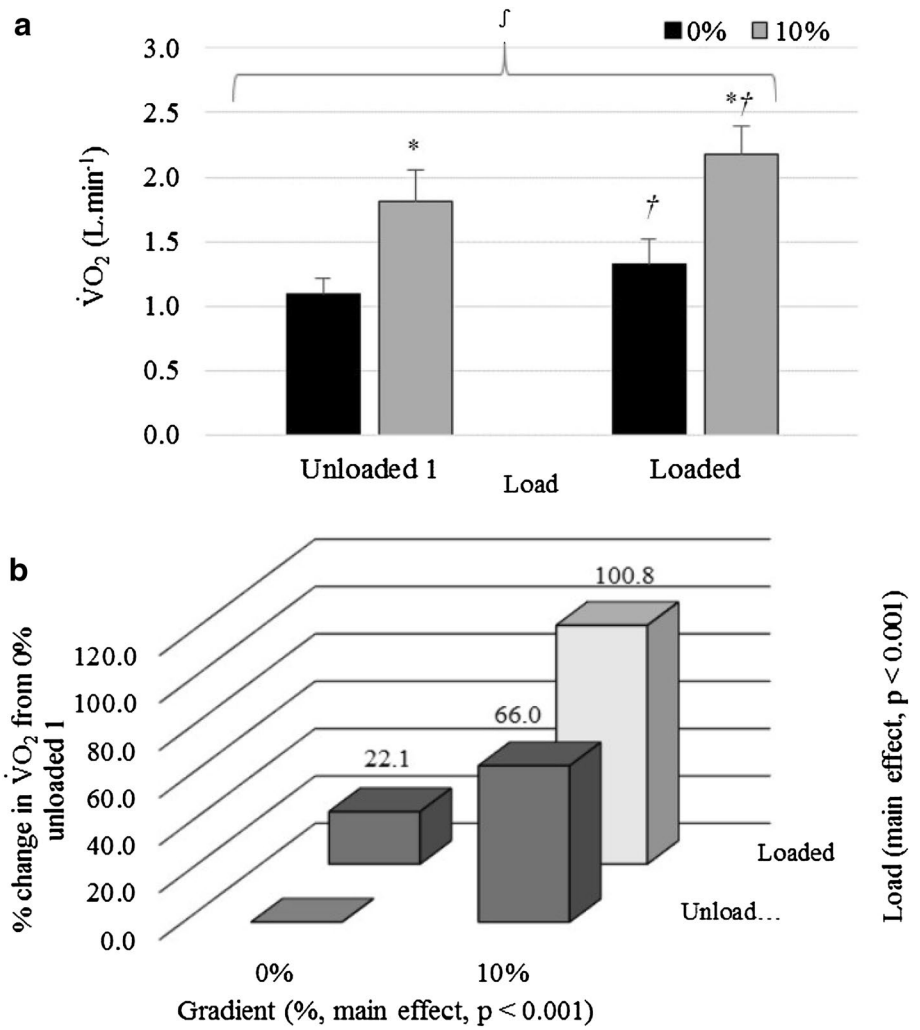 a
∫
0% 10%
3.0
2.5
2.0
1.5
1.0
0.5
0.0
V̇O₂ (L.min⁻¹)
*
†
*†
Unloaded 1
Load
Loaded
b
120.0
100.0
80.0
60.0
40.0
20.0
0.0
% change in V̇O₂ from 0%
unloaded 1
22.1
66.0
100.8
Loaded
Unload…
0%
10%
Gradient (%, main effect, p < 0.001)
Load (main effect, p < 0.001)